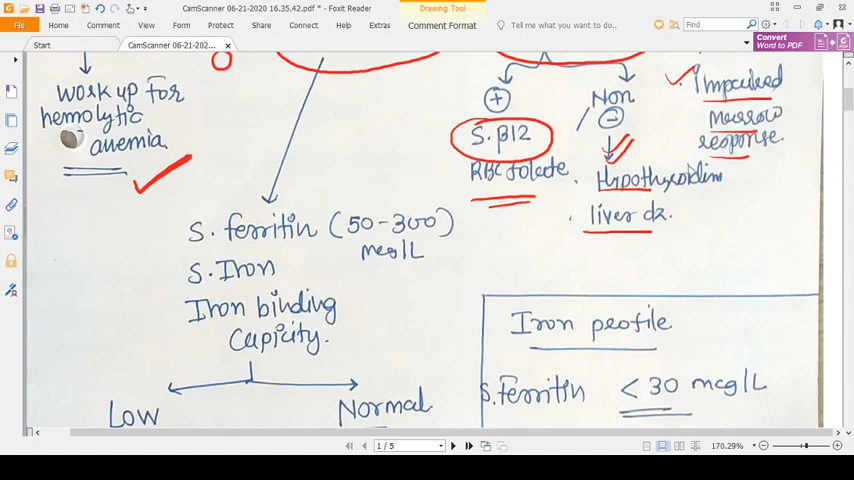 CamScanner 06-21-2020 16.35.42.pdf * - Foxit Reader
Drawing Tool
File
Home
Comment
View
Form
Protect
Share
Connect
Help
Extras
Comment Format
Tell me what you want to do...
Find
Start
CamScanner 06-21-202...
Convert
Word to PDF
work up for
hemolytic
anemia
+
S. β12
RBC folate
Non
−
Hypothyroidim
liver dz.
Impaired
marrow
response.
S. ferritin (50-300)
mcg/L
S. Iron
Iron binding
Capicity.
Low
Normal.
Iron profile
S. Ferritin < 30 mcg/L
1 / 5
170.29%